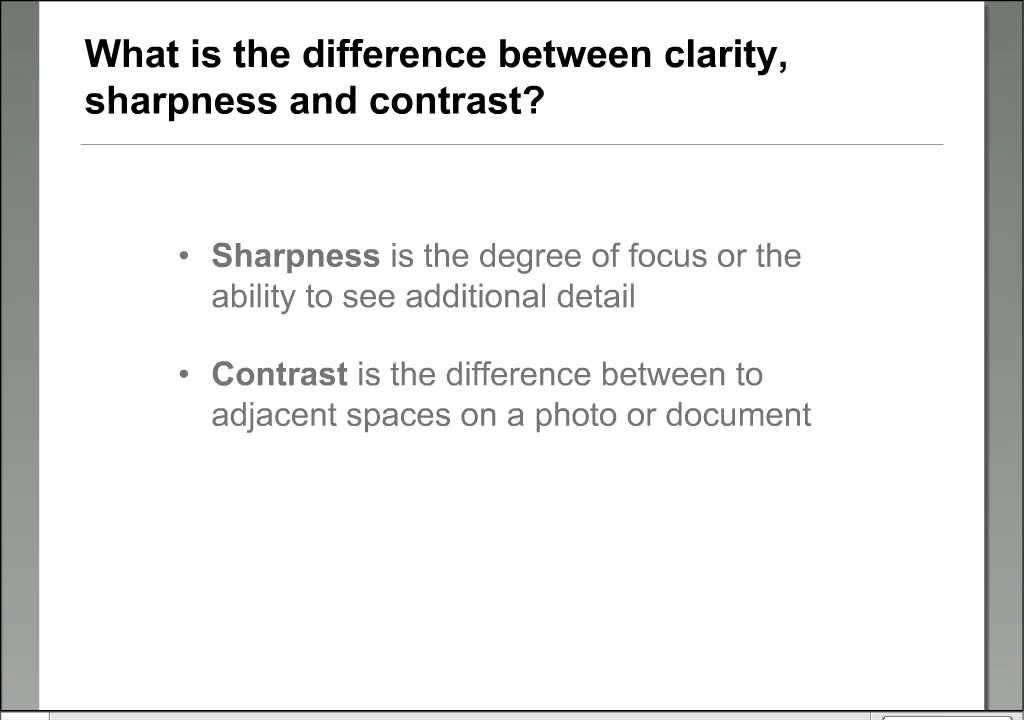 What is the difference between clarity,
sharpness and contrast?
• Sharpness is the degree of focus or the
ability to see additional detail
• Contrast is the difference between to
adjacent spaces on a photo or document